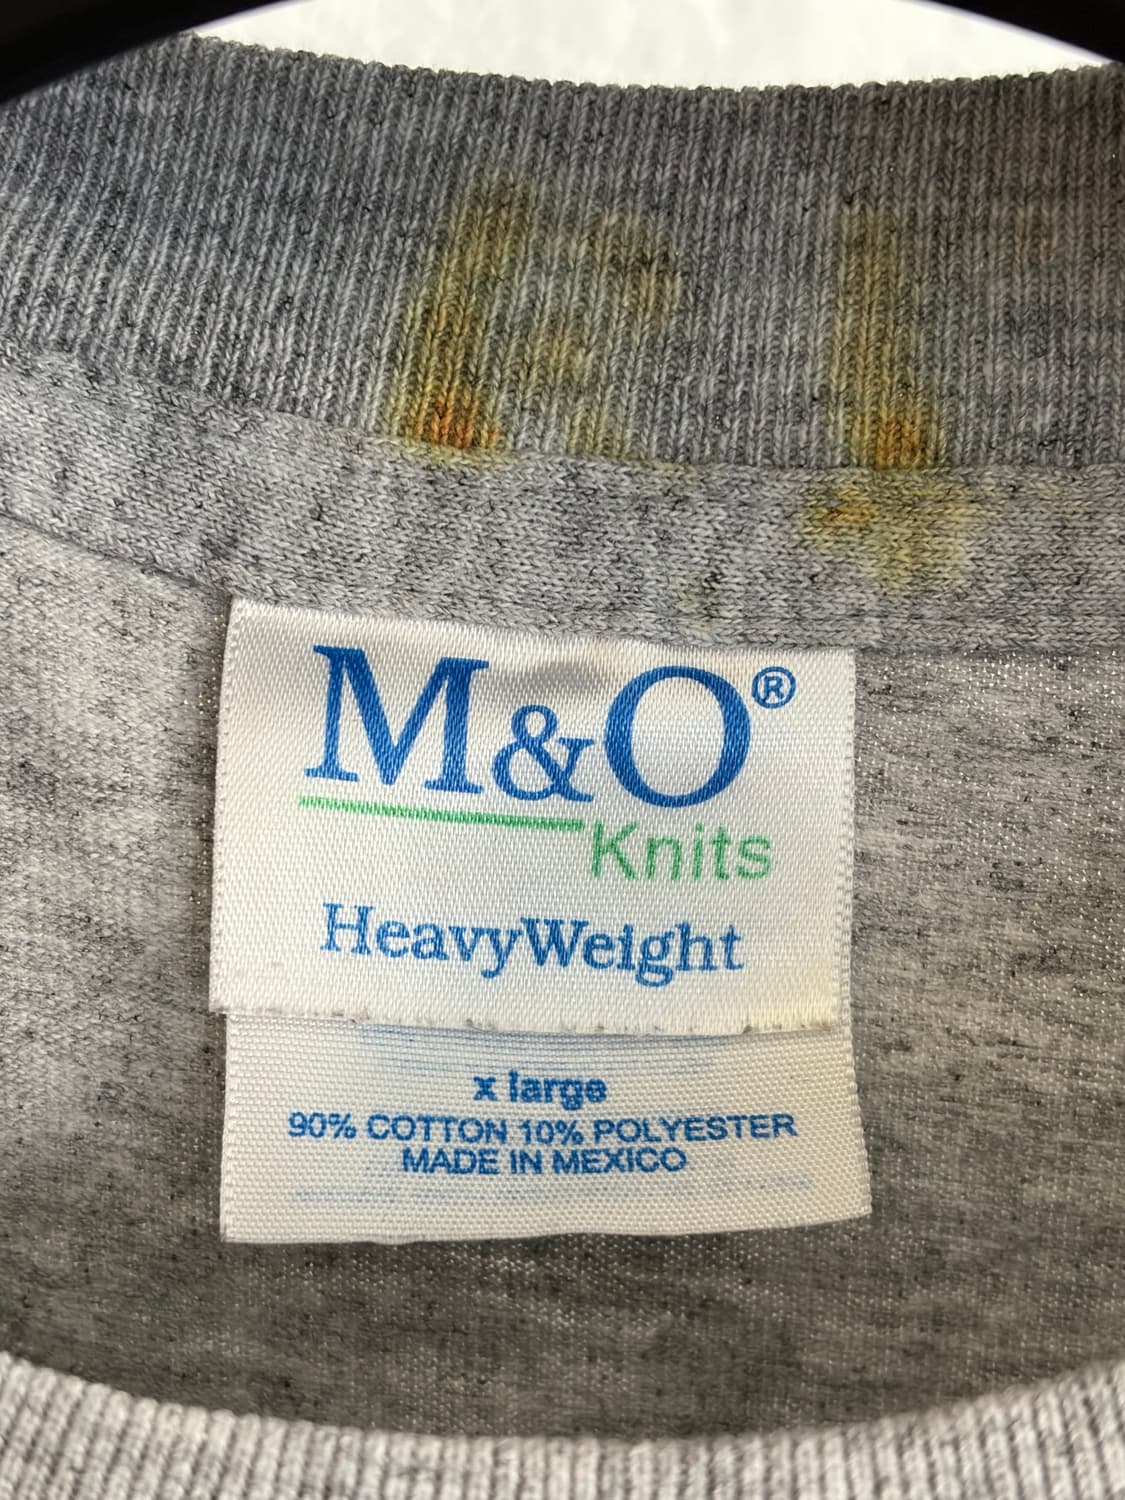 M&O®
Knits
HeavyWeight
x large
90% COTTON 10% POLYESTER
MADE IN MEXICO